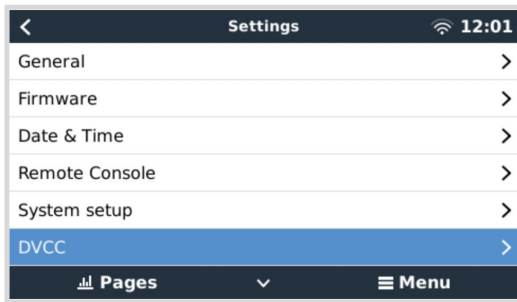 Settings 12:01
General
Firmware
Date & Time
Remote Console
System setup
DVCC
Pages Menu